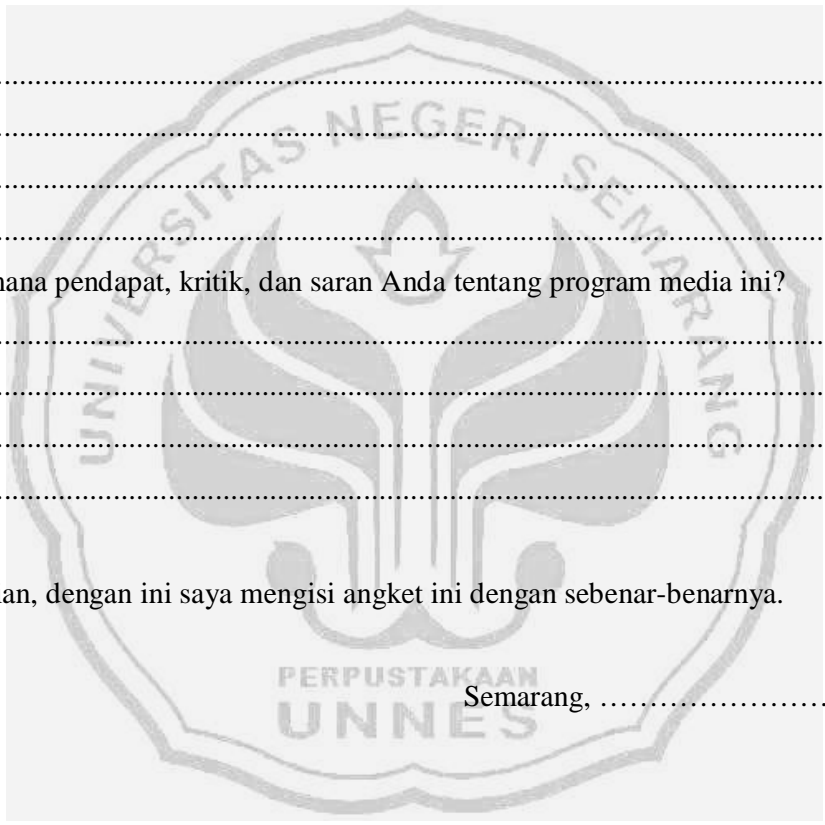 ........................................................................................................
........................................................................................................
........................................................................................................
........................................................................................................
mana pendapat, kritik, dan saran Anda tentang program media ini?
........................................................................................................
........................................................................................................
........................................................................................................
........................................................................................................
an, dengan ini saya mengisi angket ini dengan sebenar-benarnya.
Semarang, ……………………
UNIVERSITAS NEGERI SEMARANG
PERPUSTAKAAN
UNNES